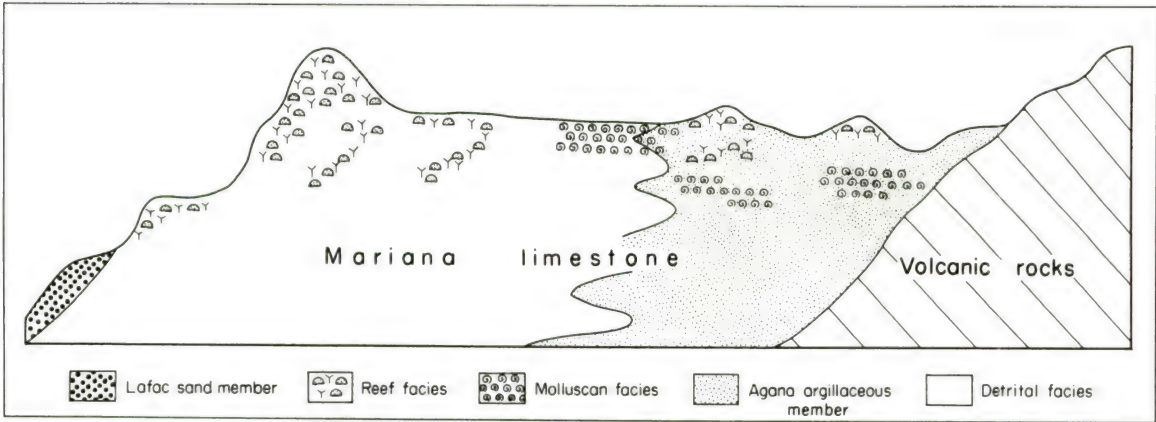 Mariana limestone
Volcanic rocks
Lafac sand member
Reef facies
Molluscan facies
Agana argillaceous
member
Detrital facies